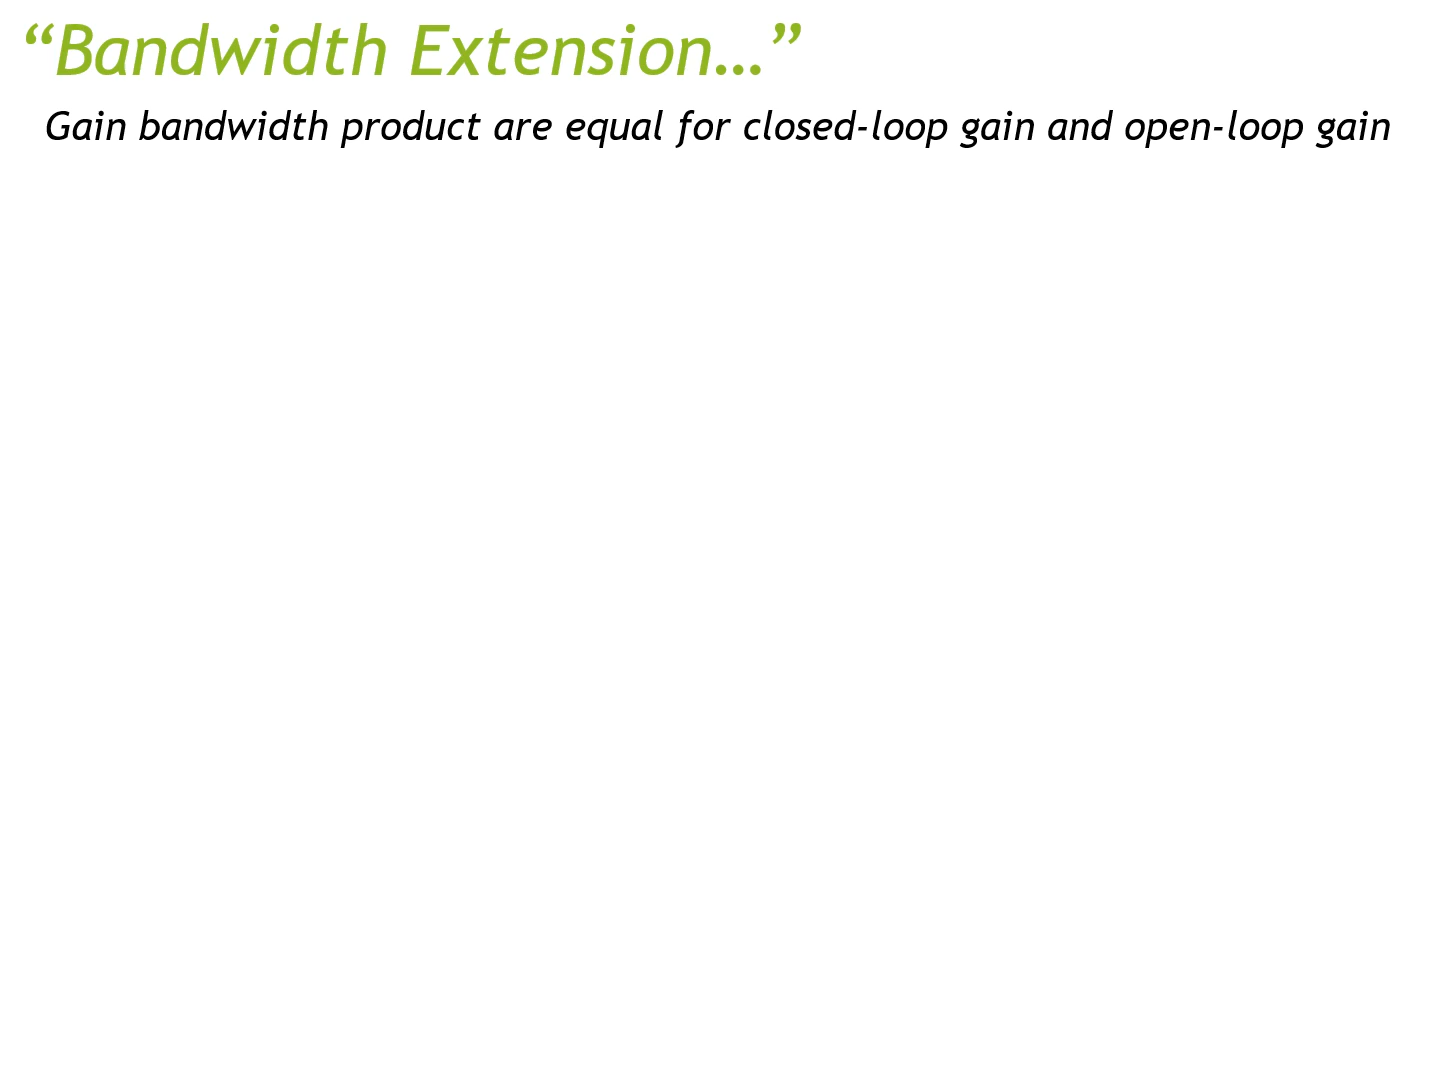 “Bandwidth Extension…”
Gain bandwidth product are equal for closed-loop gain and open-loop gain